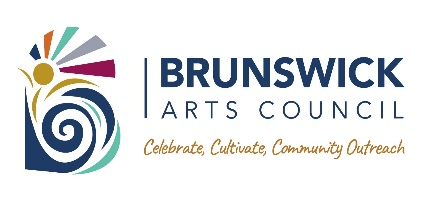 BRUNSWICK
ARTS COUNCIL
Celebrate, Cultivate, Community Outreach